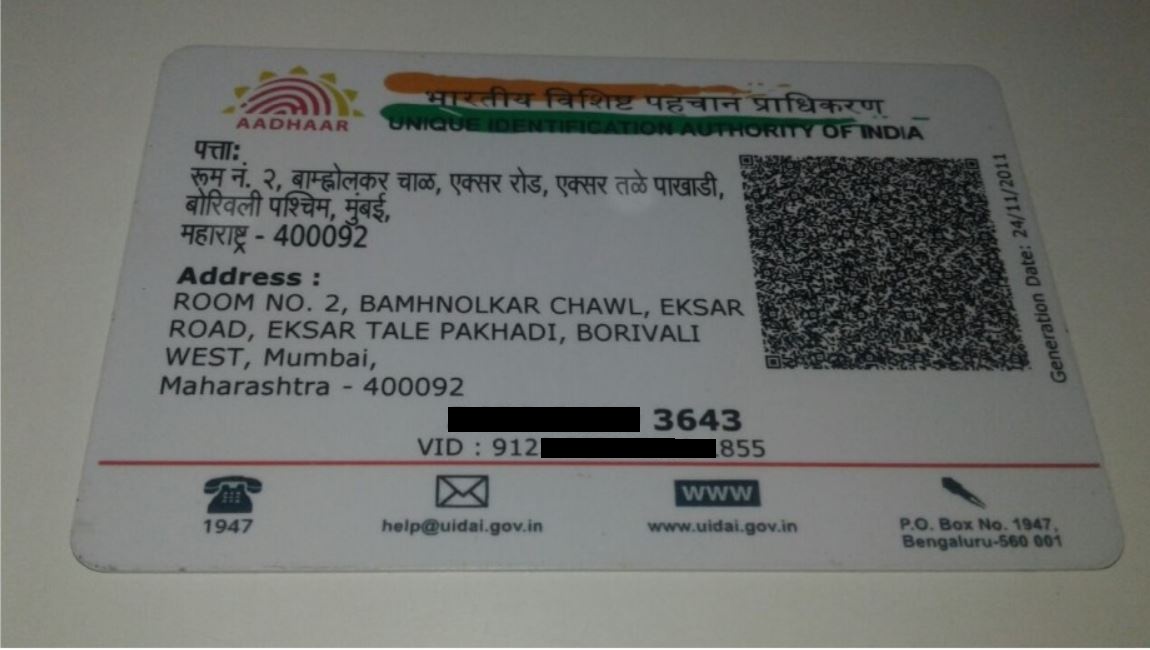 AADHAAR
भारतीय विशिष्ट पहचान प्राधिकरण
UNIQUE IDENTIFICATION AUTHORITY OF INDIA
पत्ता:
रूम नं. २, बाम्ह्नोलकर चाळ, एक्सर रोड, एक्सर तळे पाखाडी,
बोरिवली पश्चिम, मुंबई,
महाराष्ट्र - 400092
Address :
ROOM NO. 2, BAMHNOLKAR CHAWL, EKSAR
ROAD, EKSAR TALE PAKHADI, BORIVALI
WEST, Mumbai,
Maharashtra - 400092
Generation Date: 24/11/2011
3643
VID : 912 855
1947
help@uidai.gov.in
WWW
www.uidai.gov.in
P.O. Box No. 1947,
Bengaluru-560 001